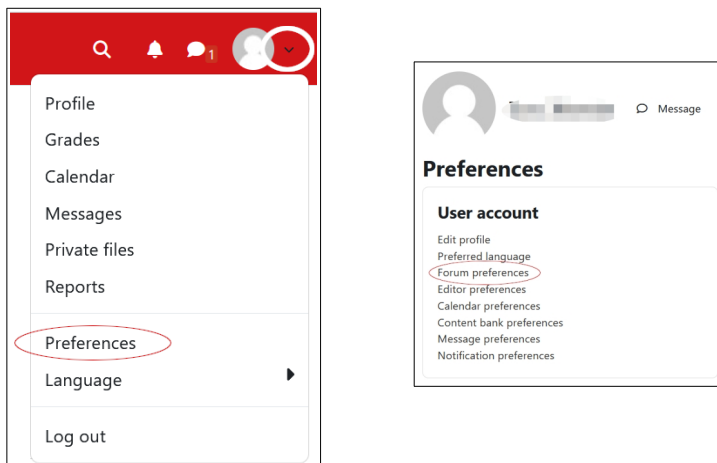 1
Profile
Grades
Calendar
Messages
Private files
Reports
Preferences
Language
Log out
Message
Preferences
User account
Edit profile
Preferred language
Forum preferences
Editor preferences
Calendar preferences
Content bank preferences
Message preferences
Notification preferences